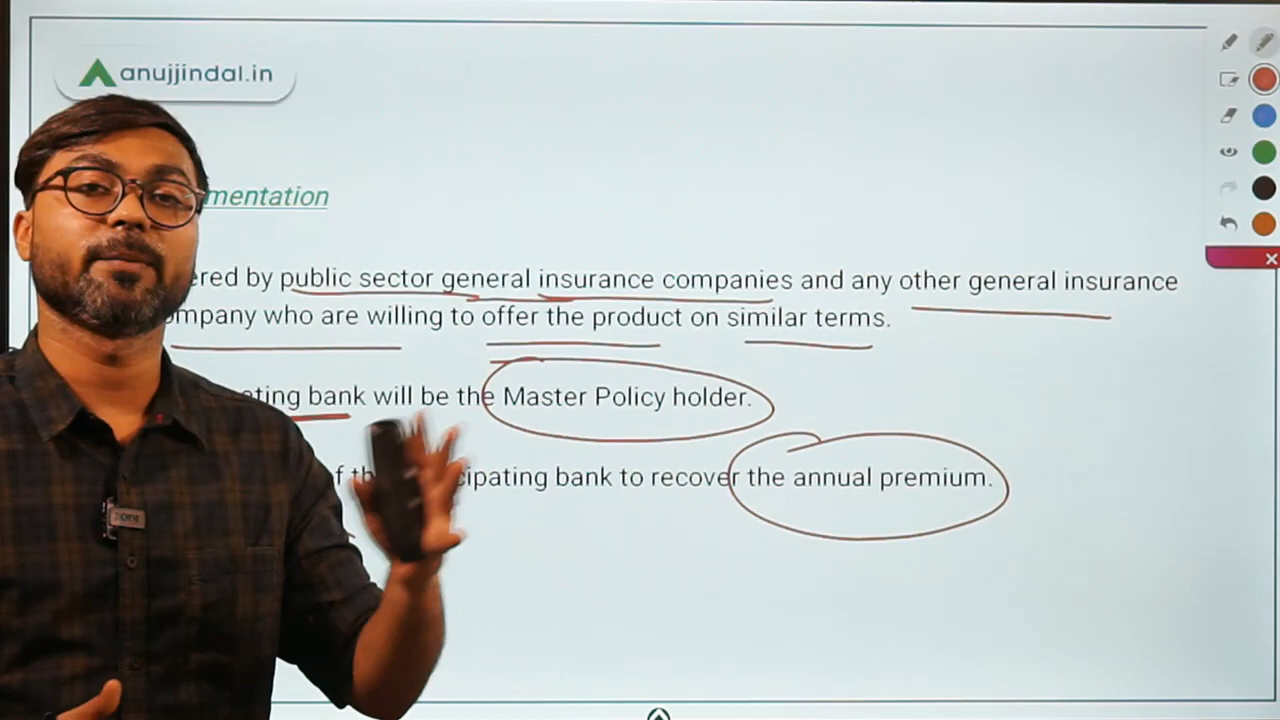 anujjindal.in
mentation
ered by public sector general insurance companies and any other general insurance
ompany who are willing to offer the product on similar terms.
ting bank will be the Master Policy holder.
f th cipating bank to recover the annual premium.